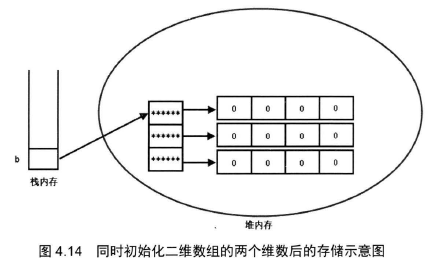 ****** 0 0 0 0
****** 0 0 0 0
****** 0 0 0 0
b
栈内存
堆内存
图 4.14 同时初始化二维数组的两个维数后的存储示意图